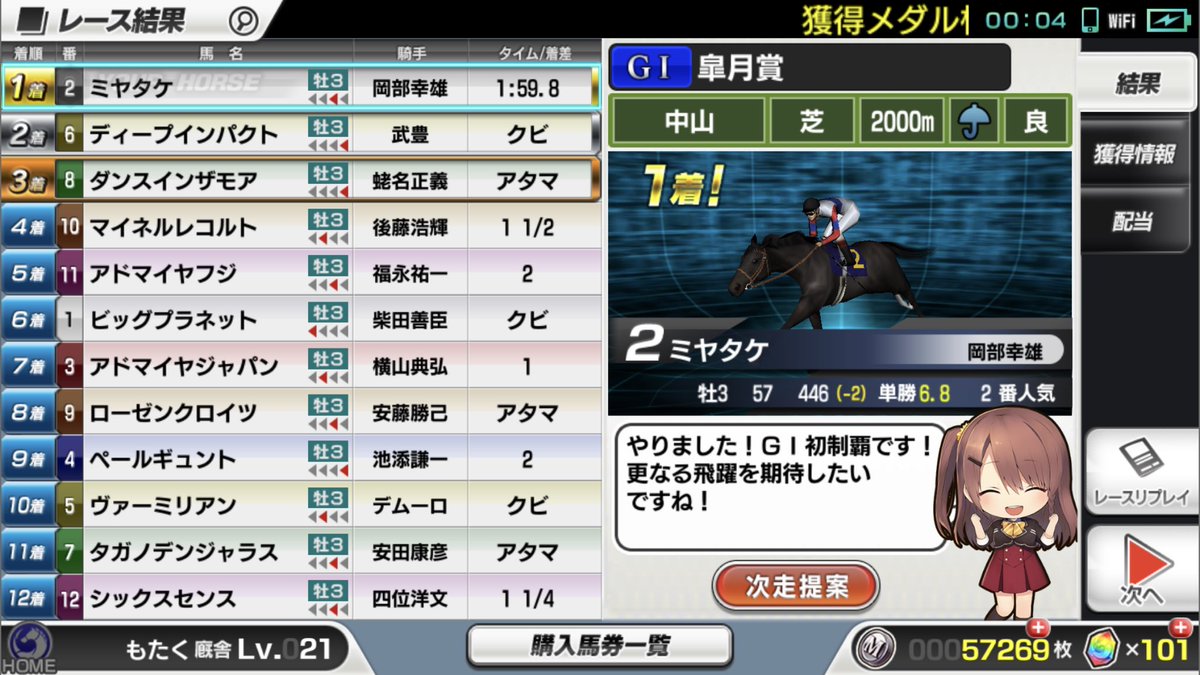 レース結果
獲得メダル
00:04 WiFi
着順 番 馬名 騎手 タイム/着差
1着 2 ミヤタケ 牡3 岡部幸雄 1:59.8
2着 6 ディープインパクト 牡3 武豊 クビ
3着 8 ダンスインザモア 牡3 蛯名正義 アタマ
4着 10 マイネルレコルト 牡3 後藤浩輝 1 1/2
5着 11 アドマイヤフジ 牡3 福永祐一 2
6着 1 ビッグプラネット 牡3 柴田善臣 クビ
7着 3 アドマイヤジャパン 牡3 横山典弘 1
8着 9 ローゼンクロイツ 牡3 安藤勝己 アタマ
9着 4 ペールギュント 牡3 池添謙一 2
10着 5 ヴァーミリアン 牡3 デムーロ クビ
11着 7 タガノデンジャラス 牡3 安田康彦 アタマ
12着 12 シックスセンス 牡3 四位洋文 1 1/4
GI 皐月賞
中山 芝 2000m 良
1着!
2
2 ミヤタケ 岡部幸雄
牡3 57 446 (-2) 単勝6.8 2番人気
やりました!GI初制覇です!
更なる飛躍を期待したい
ですね!
次走提案
結果
獲得情報
配当
レースリプレイ
次へ
HOME
もたく 厩舎 Lv.021
購入馬券一覧
M 00057269枚
×101